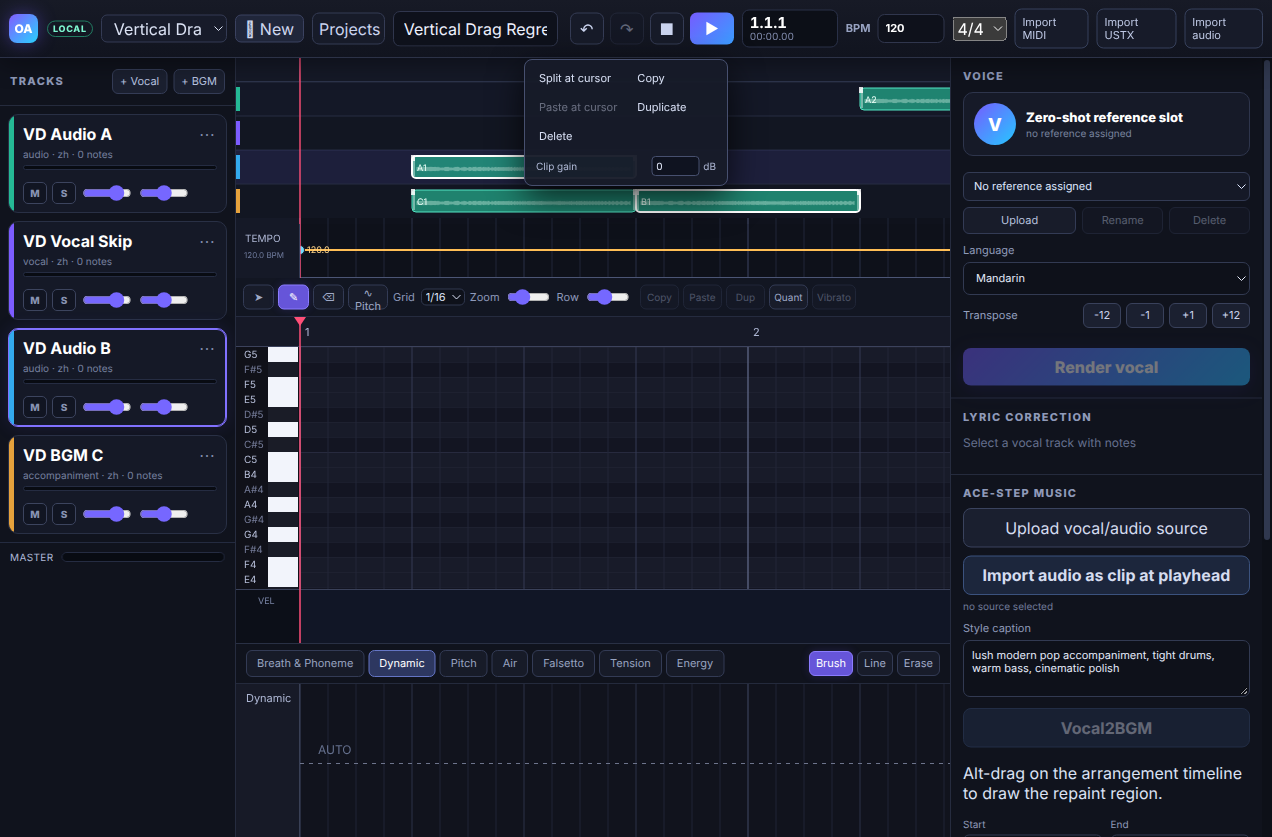 OA LOCAL Vertical Dra New Projects Vertical Drag Regre 1.1.1 00:00.00 BPM 120 4/4 Import MIDI Import USTX Import audio
TRACKS + Vocal + BGM
VD Audio A ...
audio · zh · 0 notes
M S
VD Vocal Skip ...
vocal · zh · 0 notes
M S
VD Audio B ...
audio · zh · 0 notes
M S
VD BGM C ...
accompaniment · zh · 0 notes
M S
MASTER
Split at cursor Copy
Paste at cursor Duplicate
Delete
Clip gain 0 dB
A2
A1
C1 B1
TEMPO
120.0 BPM
120.0
Pitch Grid 1/16 Zoom Row Copy Paste Dup Quant Vibrato
1 2
G5
F#5
F5
E5
D#5
D5
C#5
C5
B4
A#4
A4
G#4
G4
F#4
F4
E4
VEL
Breath & Phoneme Dynamic Pitch Air Falsetto Tension Energy Brush Line Erase
Dynamic
AUTO
VOICE
V Zero-shot reference slot
no reference assigned
No reference assigned
Upload Rename Delete
Language
Mandarin
Transpose -12 -1 +1 +12
Render vocal
LYRIC CORRECTION
Select a vocal track with notes
ACE-STEP MUSIC
Upload vocal/audio source
Import audio as clip at playhead
no source selected
Style caption
lush modern pop accompaniment, tight drums,
warm bass, cinematic polish
Vocal2BGM
Alt-drag on the arrangement timeline
to draw the repaint region.
Start End